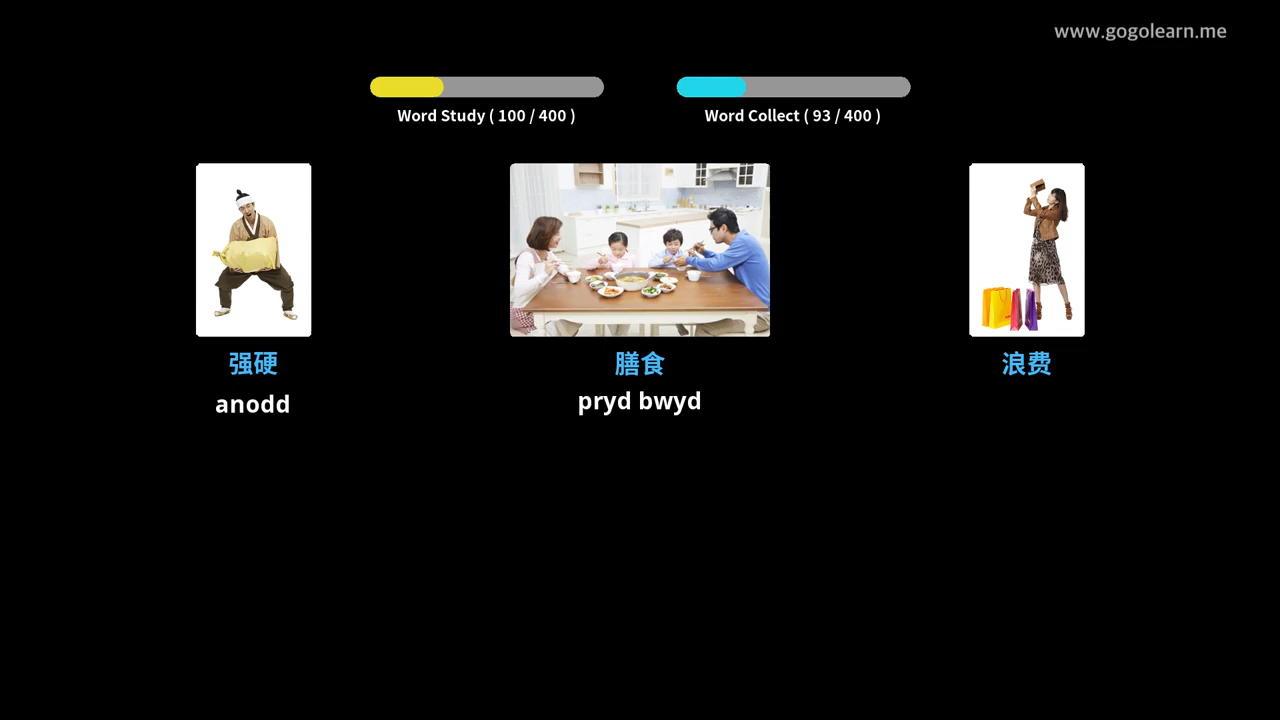 www.gogolearn.me
Word Study ( 100 / 400 )
Word Collect ( 93 / 400 )
强硬
膳食
浪费
anodd
pryd bwyd